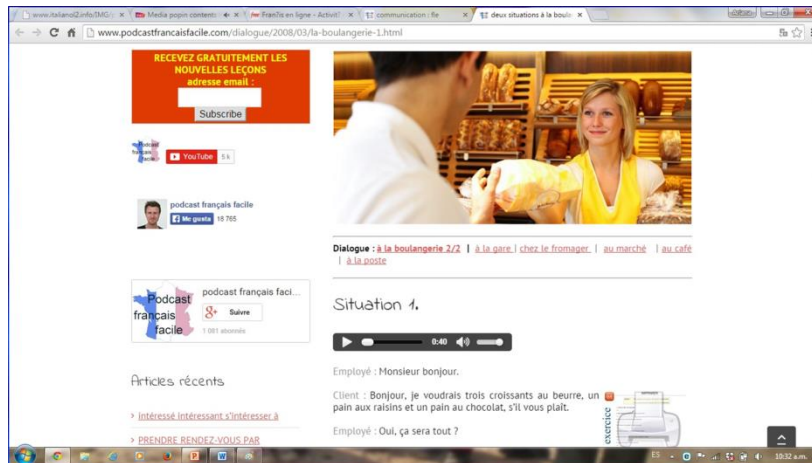 www.italianol2.info/IMG/
Media popin contents
Fran?is en ligne - Activit?
communication : fle
deux situations à la boula
www.podcastfrancaisfacile.com/dialogue/2008/03/la-boulangerie-1.html
RECEVEZ GRATUITEMENT LES
NOUVELLES LEÇONS
adresse email :
Subscribe
YouTube 5 k
podcast français facile
Me gusta 18 765
Podcast
français
facile
podcast français faci...
Suivre
1 081 abonnés
Articles récents
> intéressé intéressant s'intéresser à
> PRENDRE RENDEZ-VOUS PAR
Dialogue : à la boulangerie 2/2 | à la gare | chez le fromager | au marché | au café
| à la poste
Situation 1.
0:40
Employé : Monsieur bonjour.
Client : Bonjour, je voudrais trois croissants au beurre, un
pain aux raisins et un pain au chocolat, s'il vous plaît.
Employé : Oui, ça sera tout ?
exercice
ES
10:32 a.m.